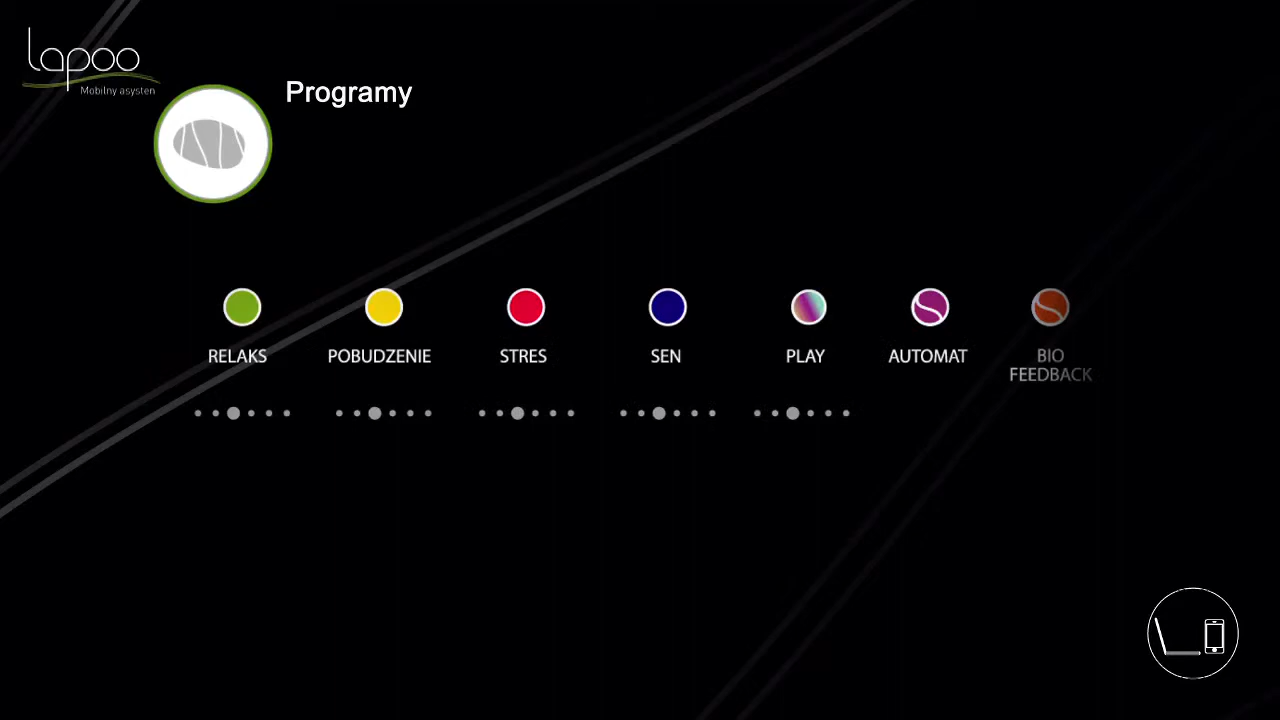 lapoo
Mobilny asysten
Programy
RELAKS
POBUDZENIE
STRES
SEN
PLAY
AUTOMAT
BIO
FEEDBACK